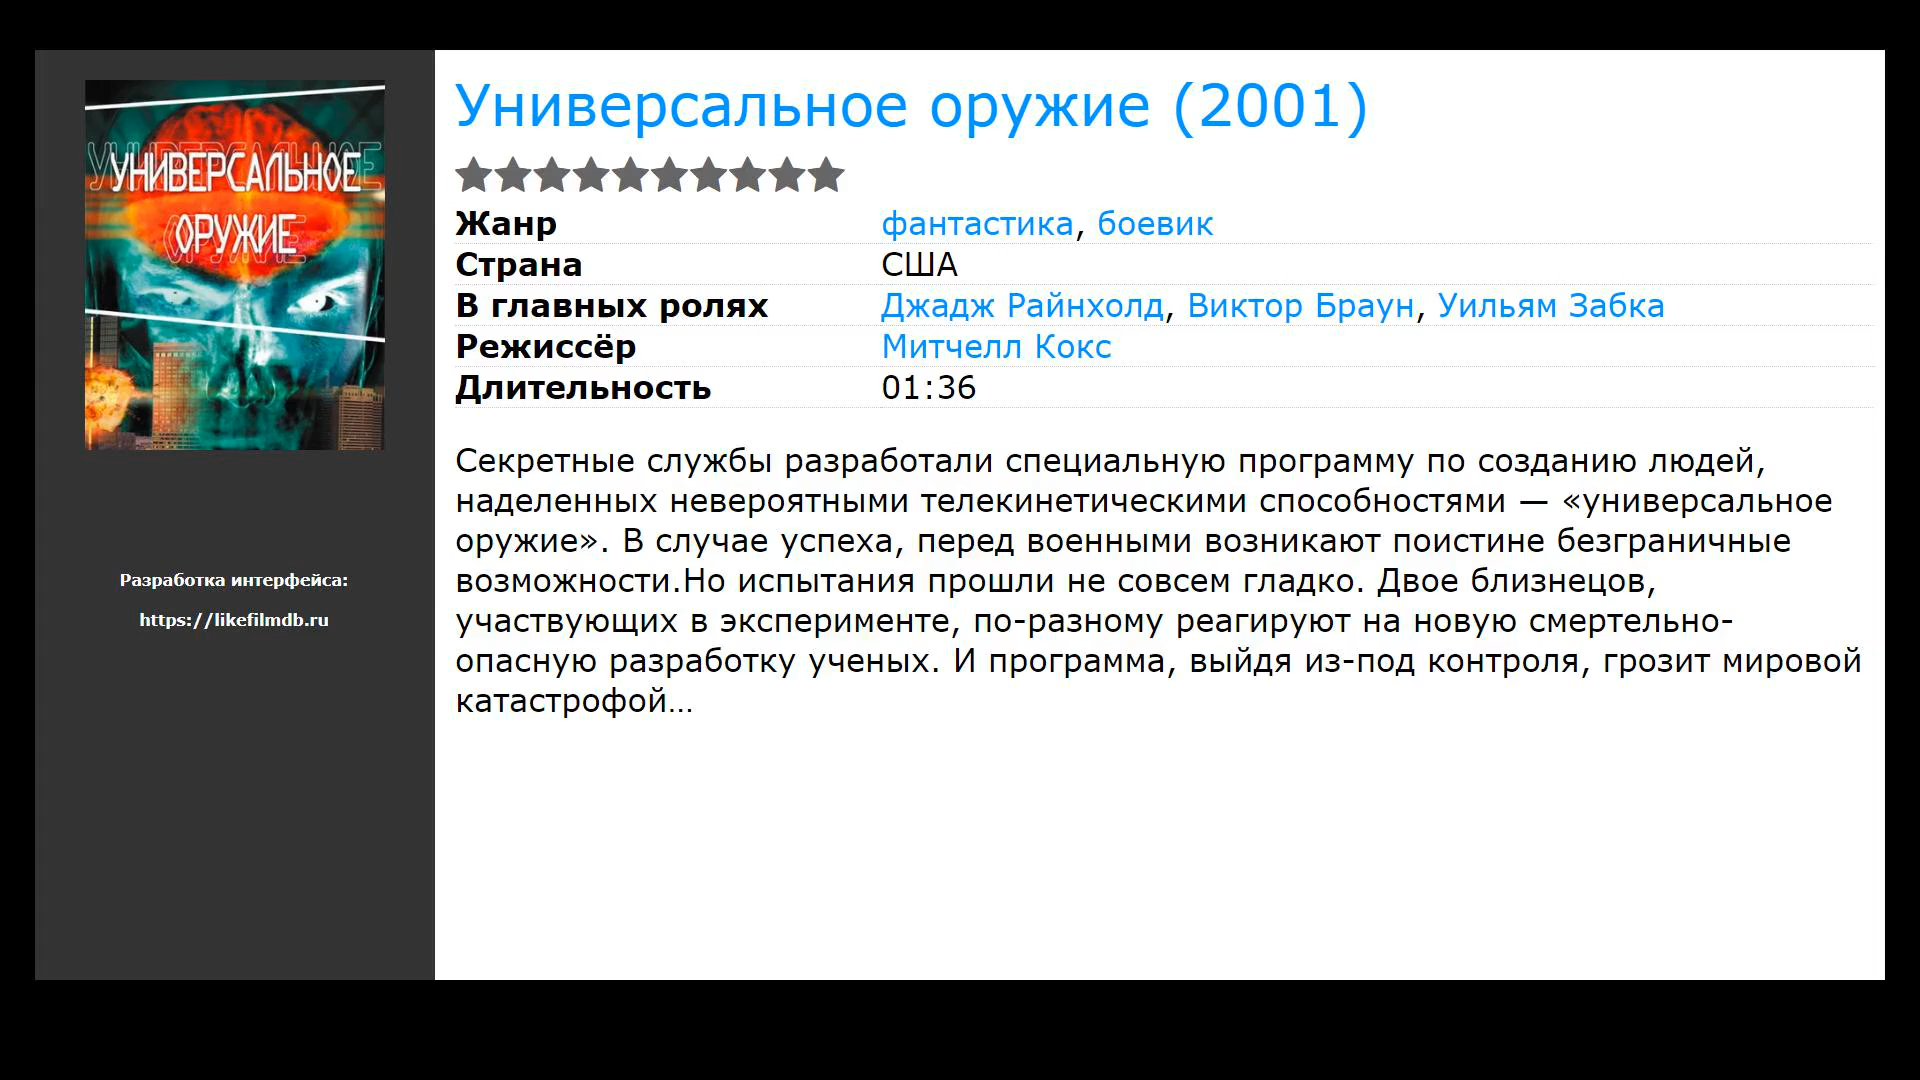 УНИВЕРСАЛЬНОЕ
ОРУЖИЕ
Разработка интерфейса:
https://likefilmdb.ru
Универсальное оружие (2001)
Жанр фантастика, боевик
Страна США
В главных ролях Джадж Райнхолд, Виктор Браун, Уильям Забка
Режиссёр Митчелл Кокс
Длительность 01:36
Секретные службы разработали специальную программу по созданию людей,
наделенных невероятными телекинетическими способностями — «универсальное
оружие». В случае успеха, перед военными возникают поистине безграничные
возможности.Но испытания прошли не совсем гладко. Двое близнецов,
участвующих в эксперименте, по-разному реагируют на новую смертельно-
опасную разработку ученых. И программа, выйдя из-под контроля, грозит мировой
катастрофой…